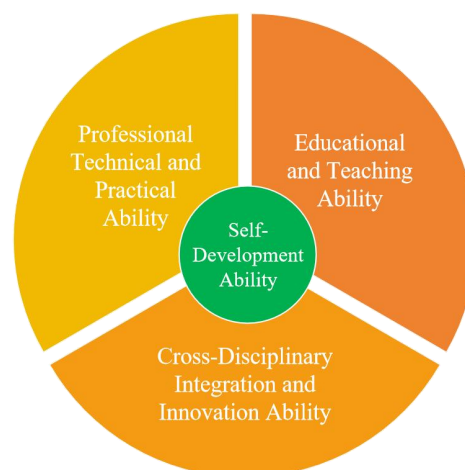 Professional
Technical and
Practical
Ability
Educational
and Teaching
Ability
Self-
Development
Ability
Cross-Disciplinary
Integration and
Innovation Ability